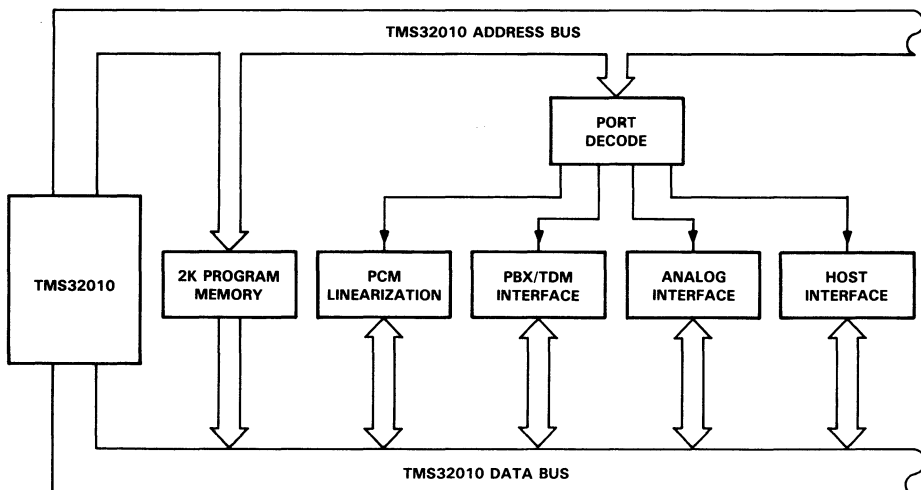 TMS32010 ADDRESS BUS
PORT
DECODE
TMS32010
2K PROGRAM
MEMORY
PCM
LINEARIZATION
PBX/TDM
INTERFACE
ANALOG
INTERFACE
HOST
INTERFACE
TMS32010 DATA BUS